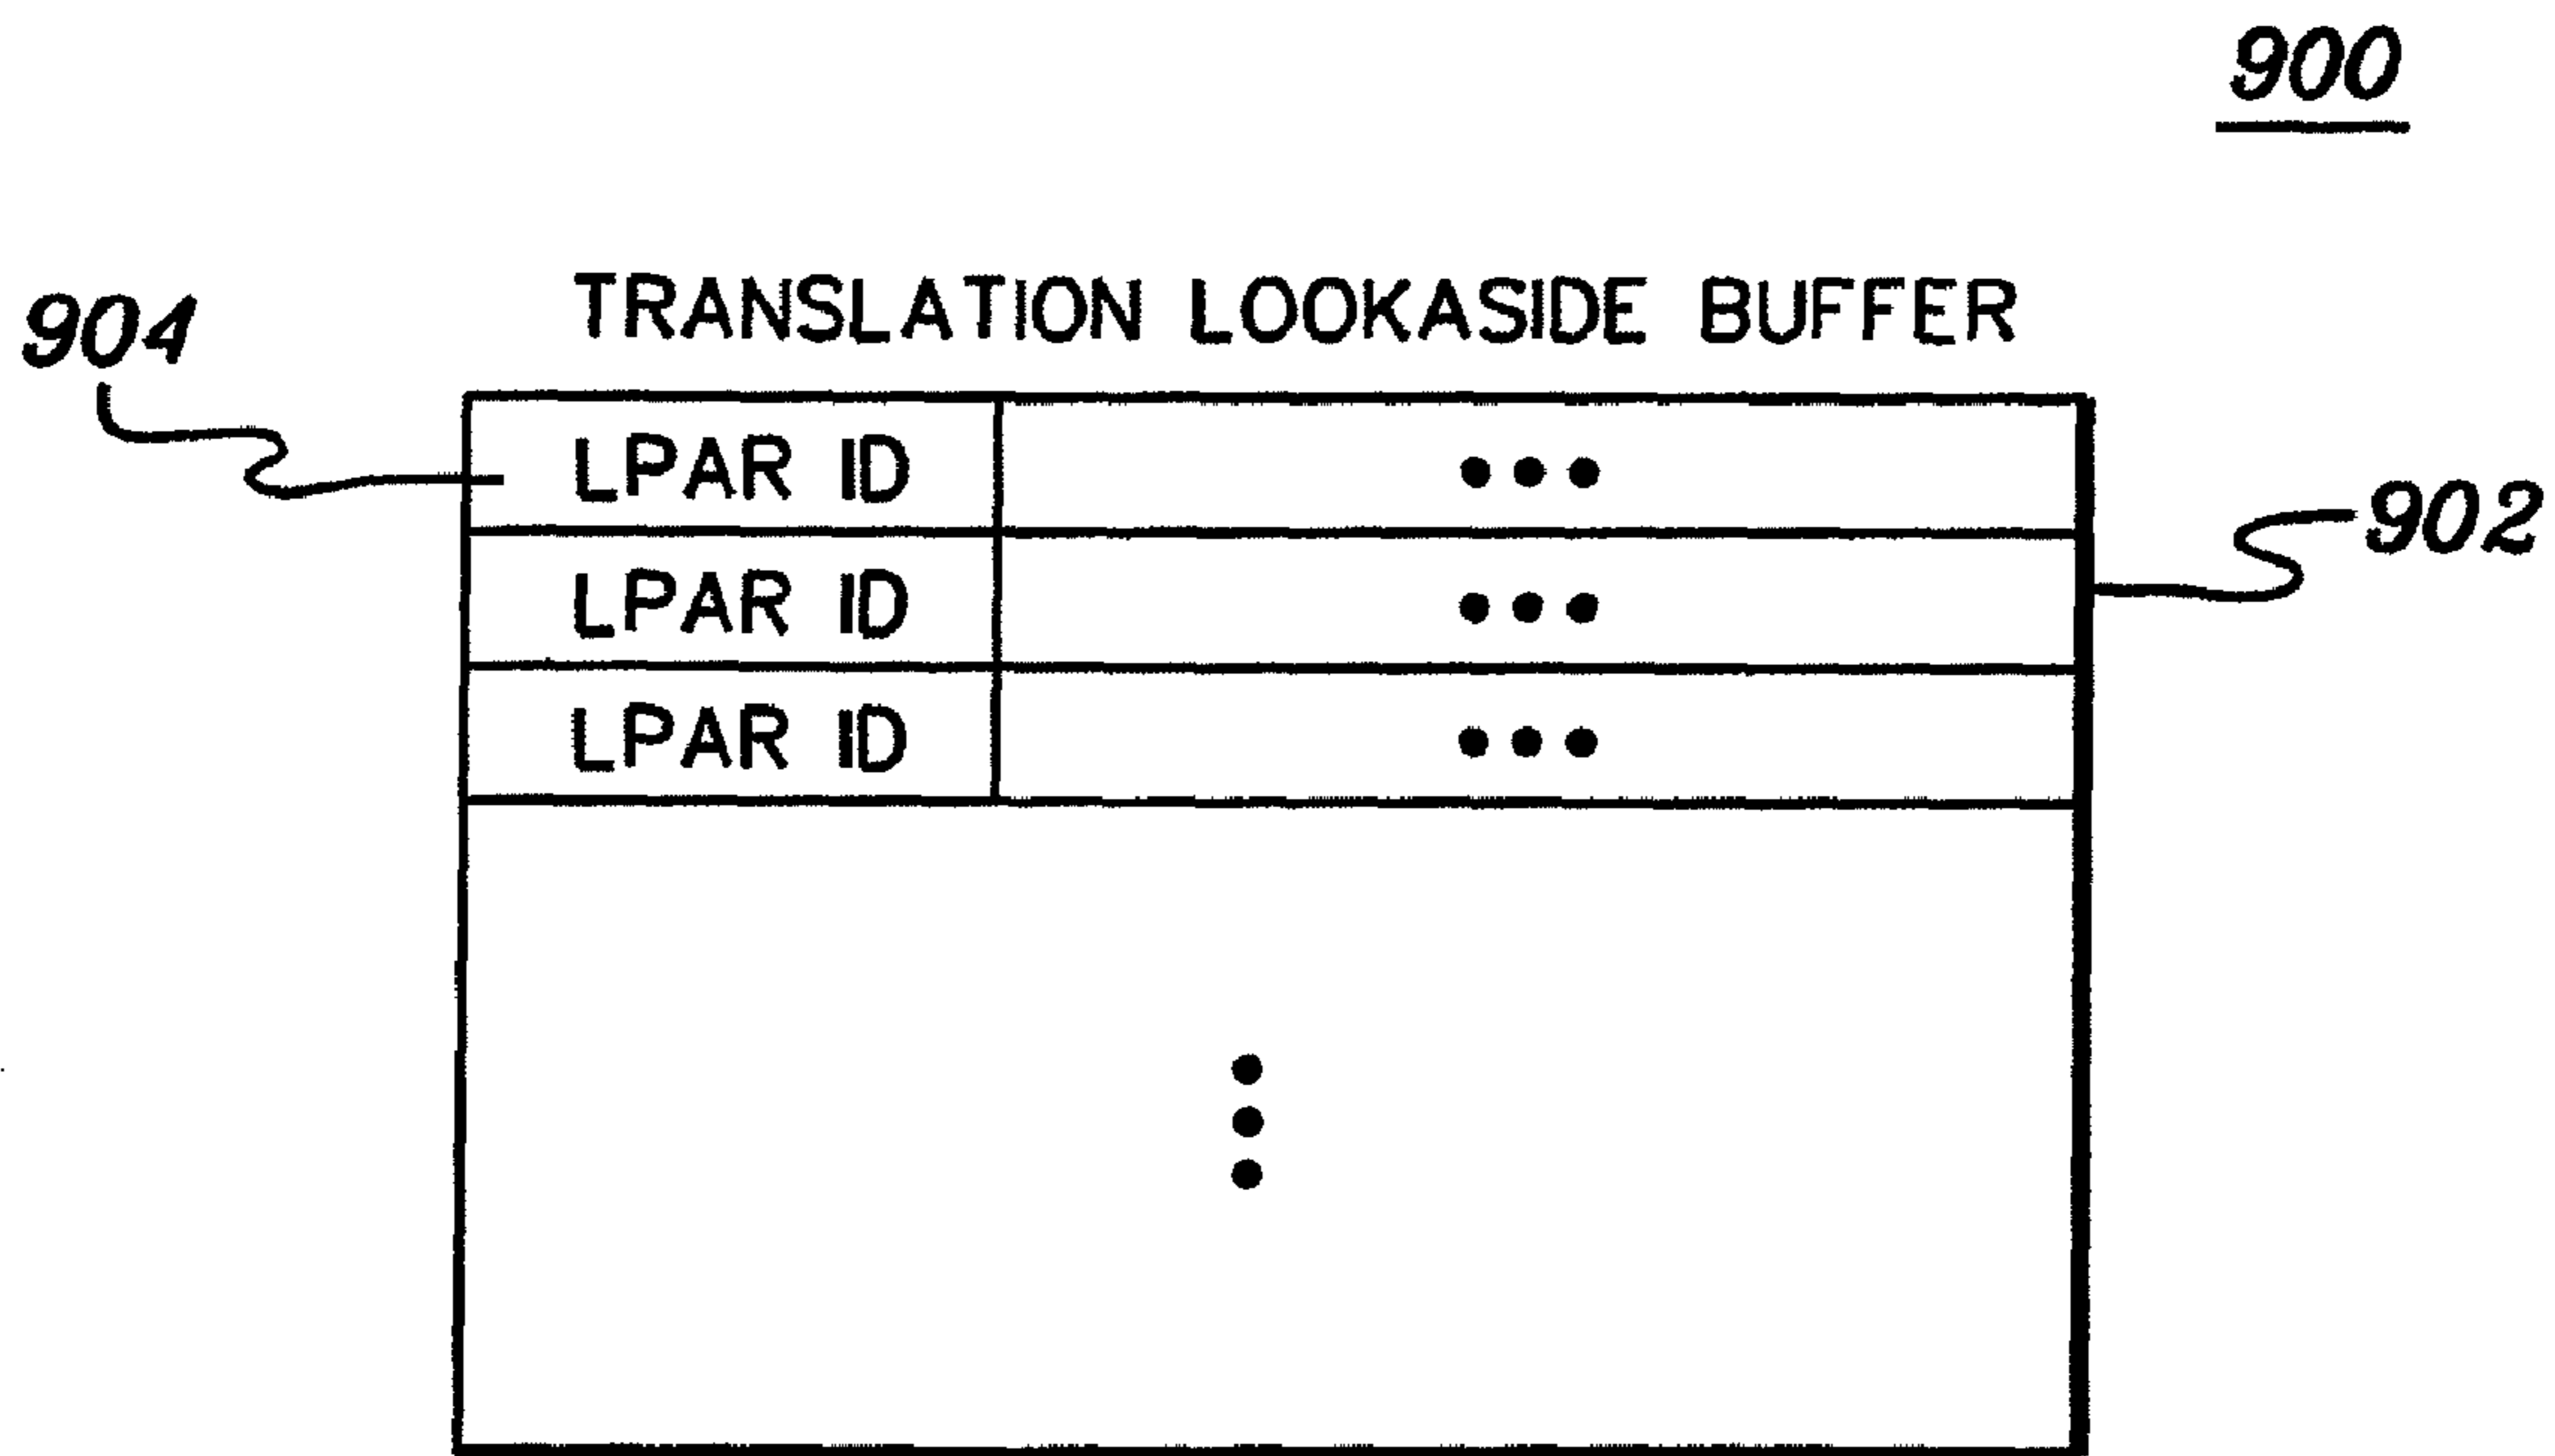 900
TRANSLATION LOOKASIDE BUFFER
904
LPAR ID •••
902
LPAR ID •••
LPAR ID •••